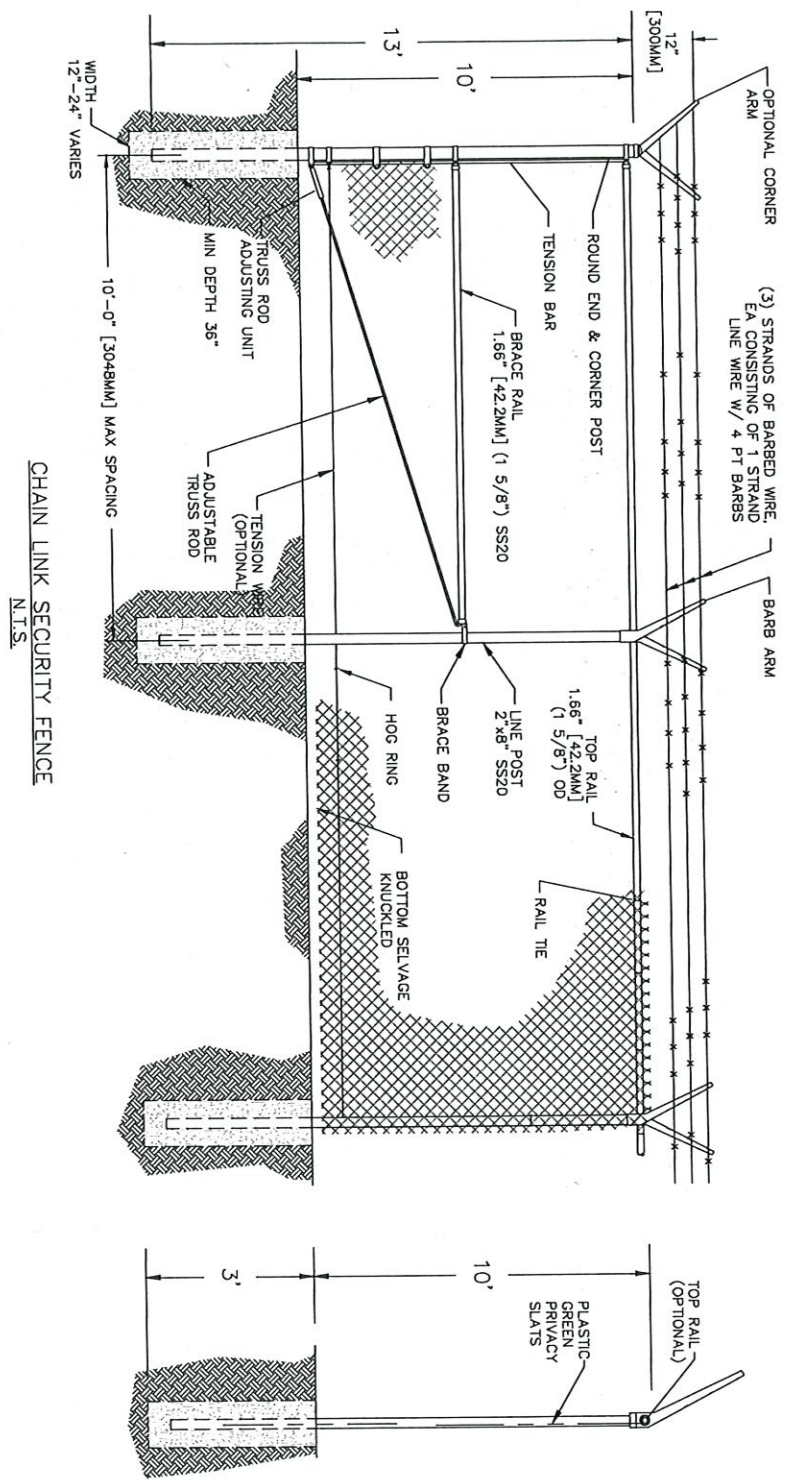 12"
[300MM]
13'
10'
OPTIONAL CORNER
ARM
(3) STRANDS OF BARBED WIRE,
EA CONSISTING OF 1 STRAND
LINE WIRE W/ 4 PT BARBS
BARB ARM
ROUND END & CORNER POST
TENSION BAR
BRACE RAIL
1.66" [42.2MM] (1 5/8") SS20
TOP RAIL
1.66" [42.2MM]
(1 5/8") OD
RAIL TIE
LINE POST
2"x8" SS20
BRACE BAND
HOG RING
BOTTOM SELVAGE
KNUCKLED
TRUSS ROD
ADJUSTING UNIT
ADJUSTABLE
TRUSS ROD
TENSION WIRE
(OPTIONAL)
MIN DEPTH 36"
WIDTH
12"-24" VARIES
10'-0" [3048MM] MAX SPACING
CHAIN LINK SECURITY FENCE
N.T.S.
TOP RAIL
(OPTIONAL)
10'
3'
PLASTIC
GREEN
PRIVACY
SLATS